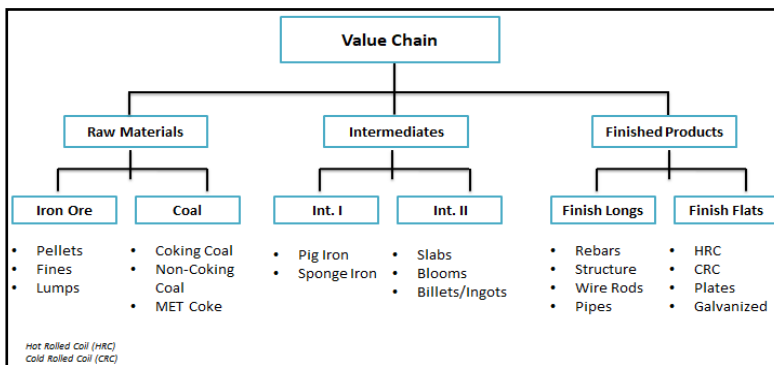 Value Chain
Raw Materials
Intermediates
Finished Products
Iron Ore
Coal
Int. I
Int. II
Finish Longs
Finish Flats
• Pellets
• Fines
• Lumps
• Coking Coal
• Non-Coking
Coal
• MET Coke
• Pig Iron
• Sponge Iron
• Slabs
• Blooms
• Billets/Ingots
• Rebars
• Structure
• Wire Rods
• Pipes
• HRC
• CRC
• Plates
• Galvanized
Hot Rolled Coil (HRC)
Cold Rolled Coil (CRC)